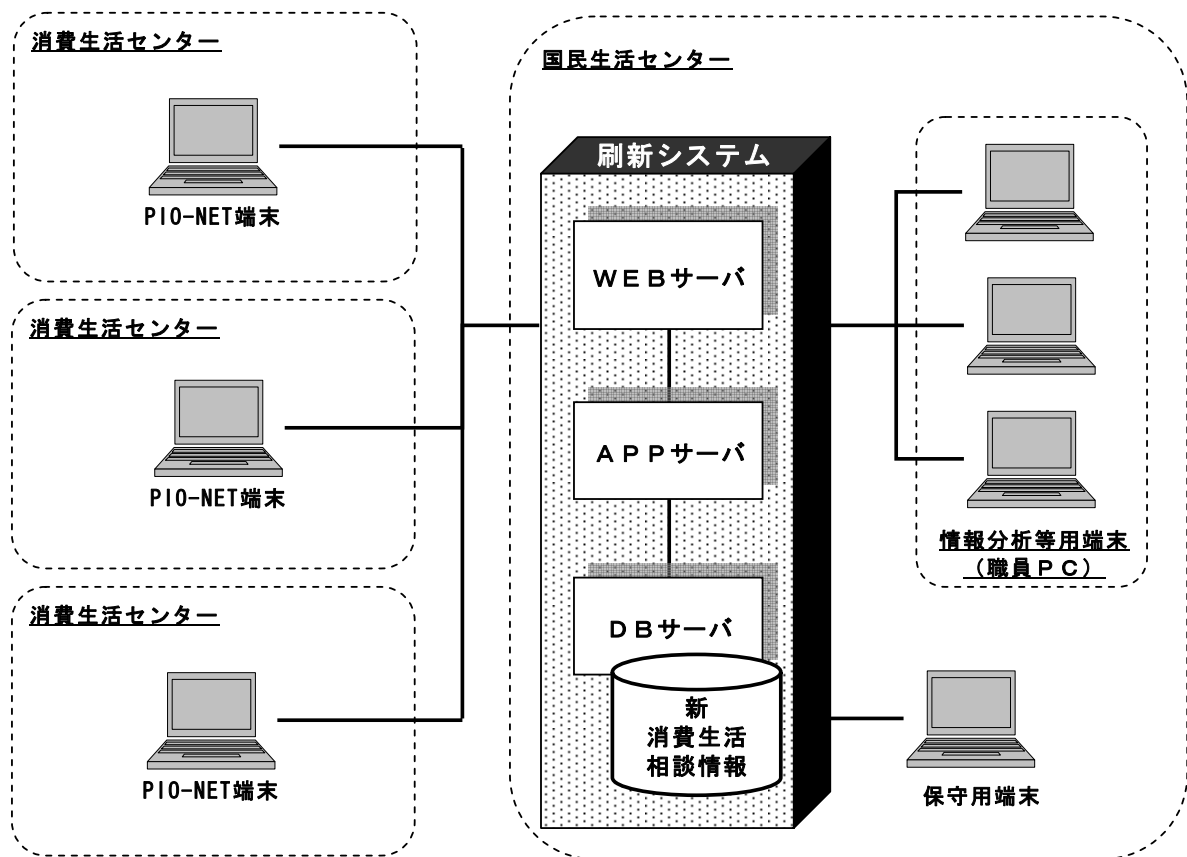 消費生活センター
PIO-NET端末
消費生活センター
PIO-NET端末
消費生活センター
PIO-NET端末
国民生活センター
刷新システム
ＷＥＢサーバ
ＡＰＰサーバ
ＤＢサーバ
新
消費生活
相談情報
情報分析等用端末
（職員ＰＣ）
保守用端末